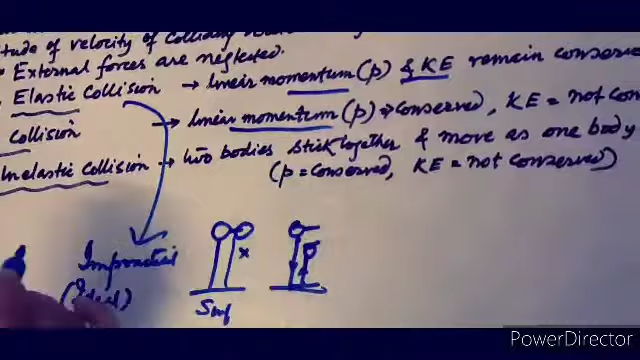 tude of velocity of colliding
• External forces are neglected.
Elastic Collision → linear momentum (p) & KE remain conserve
Collision → linear momentum (p) → conserved, KE = not con
Inelastic Collision → two bodies stick together & move as one body
(p = conserved, KE = not conserved)
Impractical
(Ideal)
x
PowerDirector